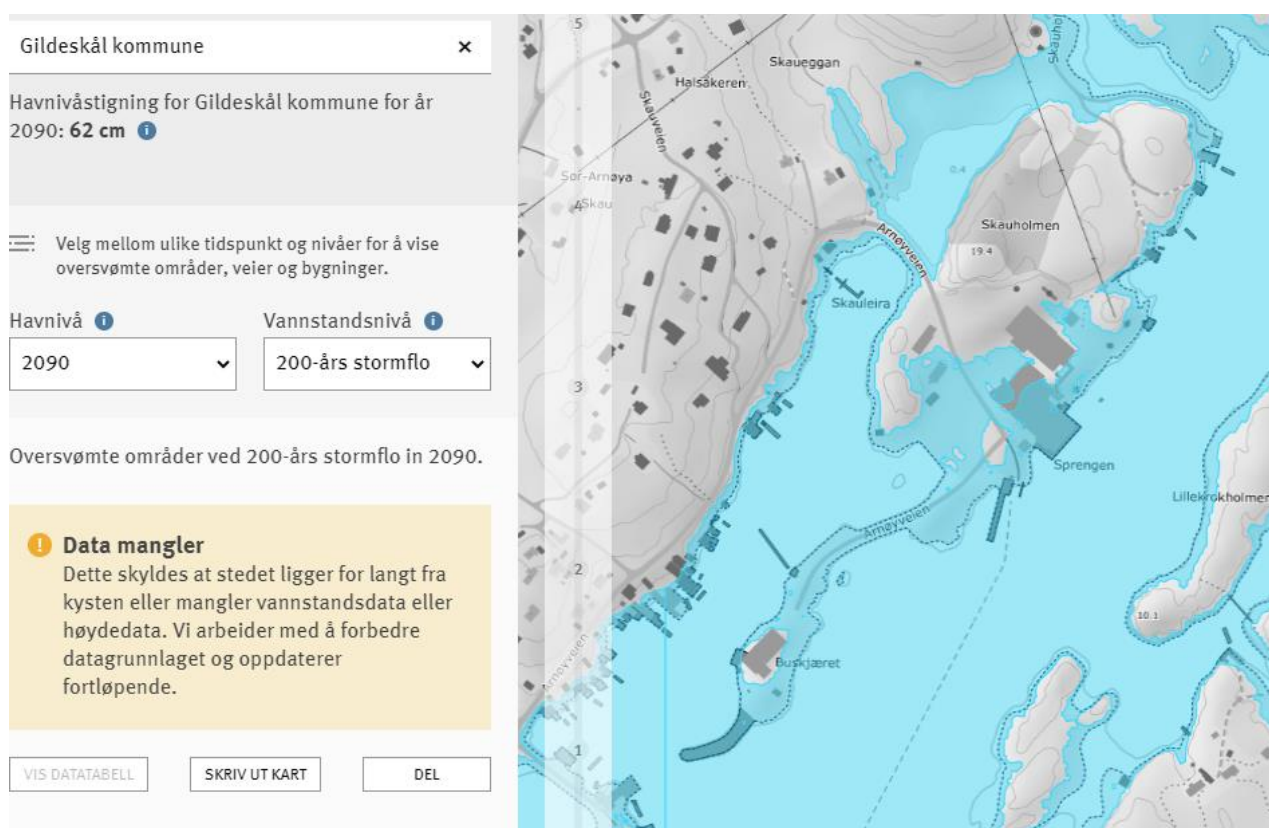 Gildeskål kommune ×
Havnivåstigning for Gildeskål kommune for år
2090: 62 cm
Velg mellom ulike tidspunkt og nivåer for å vise
oversvømte områder, veier og bygninger.
Havnivå
Vannstandsnivå
2090
200-års stormflo
Oversvømte områder ved 200-års stormflo in 2090.
Data mangler
Dette skyldes at stedet ligger for langt fra
kysten eller mangler vannstandsdata eller
høydedata. Vi arbeider med å forbedre
datagrunnlaget og oppdaterer
fortløpende.
VIS DATATABELL
SKRIV UT KART
DEL
5
Skaueggan
Halsåkeren
Skauveien
Sør-Arnøya
0.4
4
Skau
Skauholmen
Arnøyveien
19.4
Skauleira
3
Sprengen
Lillekrokholmen
Arnøyveien
2
10.1
Buskjæret
Arnøyveien
1